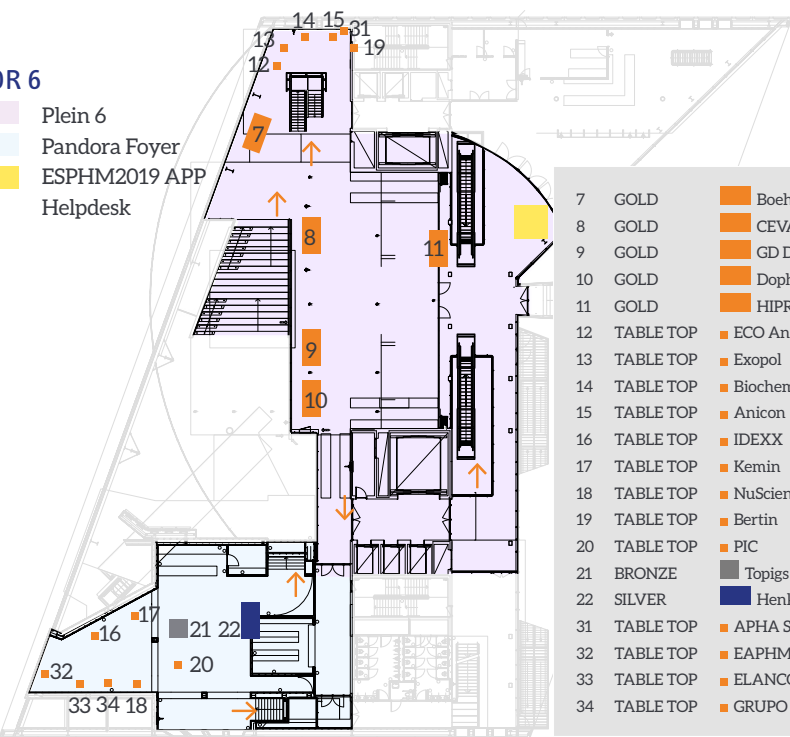 OR 6
Plein 6
Pandora Foyer
ESPHM2019 APP
Helpdesk
14 15 31
13 19
12
7
8
11
9
10
17
16
21 22
20
32
33 34 18
7 GOLD Boeh
8 GOLD CEVA
9 GOLD GD D
10 GOLD Doph
11 GOLD HIPR
12 TABLE TOP ECO An
13 TABLE TOP Exopol
14 TABLE TOP Biochem
15 TABLE TOP Anicon
16 TABLE TOP IDEXX
17 TABLE TOP Kemin
18 TABLE TOP NuScien
19 TABLE TOP Bertin
20 TABLE TOP PIC
21 BRONZE Topigs
22 SILVER Henk
31 TABLE TOP APHA S
32 TABLE TOP EAPHM
33 TABLE TOP ELANCO
34 TABLE TOP GRUPO